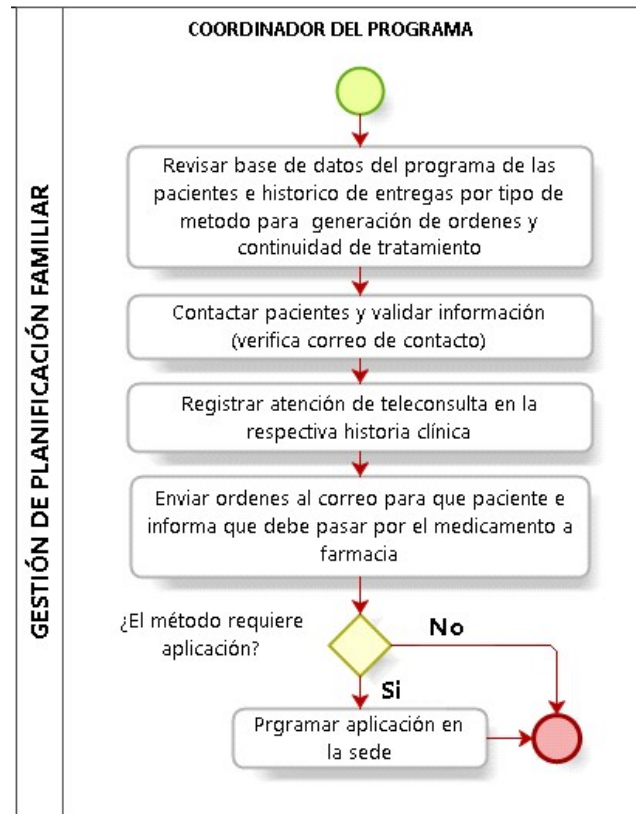 COORDINADOR DEL PROGRAMA
GESTIÓN DE PLANIFICACIÓN FAMILIAR
Revisar base de datos del programa de las
pacientes e historico de entregas por tipo de
metodo para generación de ordenes y
continuidad de tratamiento
Contactar pacientes y validar información
(verifica correo de contacto)
Registrar atención de teleconsulta en la
respectiva historia clínica
Enviar ordenes al correo para que paciente e
informa que debe pasar por el medicamento a
farmacia
¿El método requiere
aplicación?
No
Si
Prgramar aplicación en
la sede